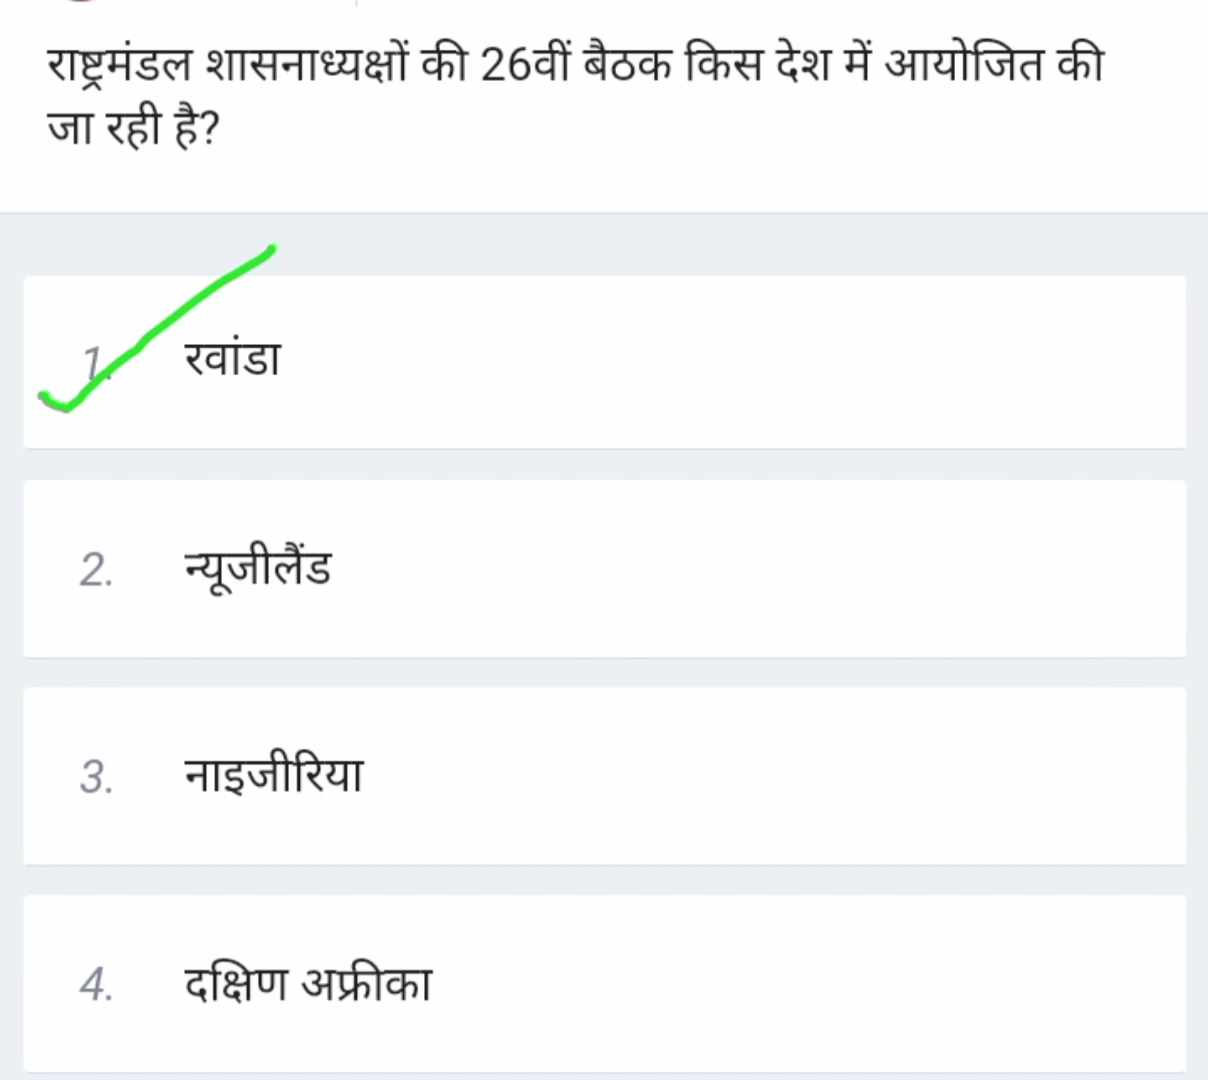 राष्ट्रमंडल शासनाध्यक्षों की 26वीं बैठक किस देश में आयोजित की
जा रही है?
1. रवांडा
2. न्यूजीलैंड
3. नाइजीरिया
4. दक्षिण अफ्रीका